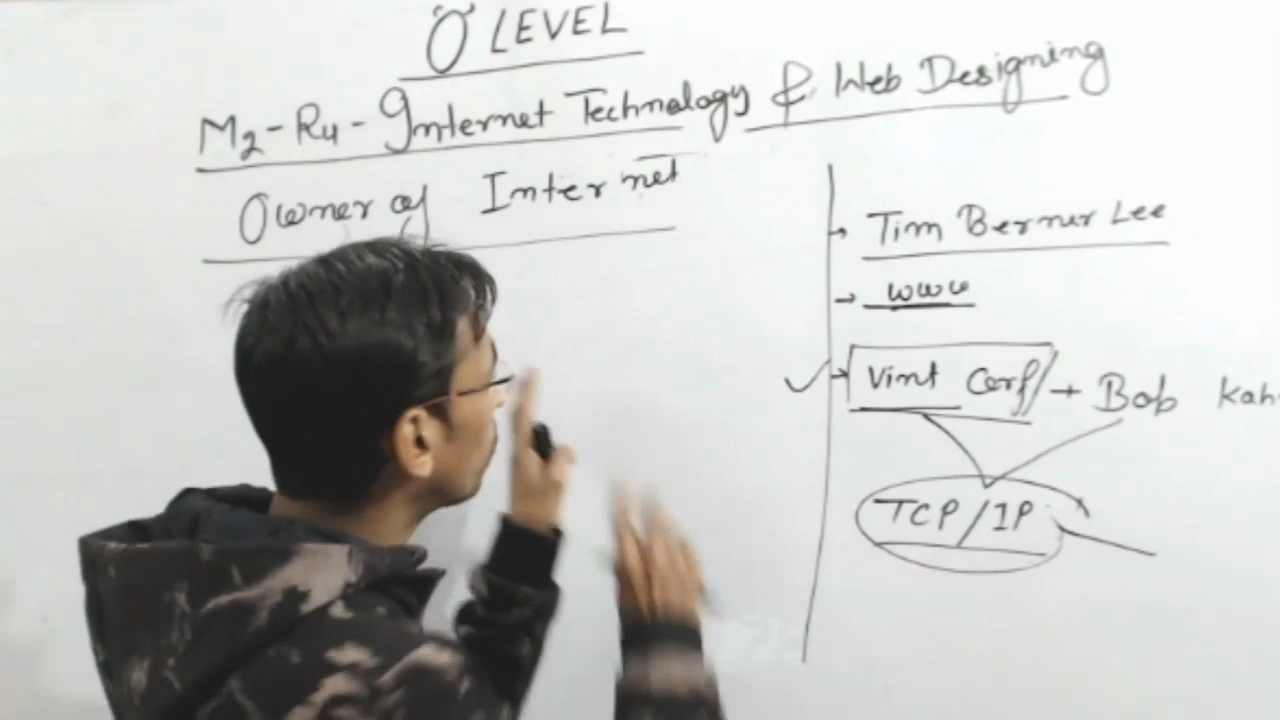 "O" LEVEL
M2-R4-Internet Technology & Web Designing
Owner of Internet
→ Tim Berner Lee
→ www
✓→ Vint Cerf + Bob Kah
TCP/IP